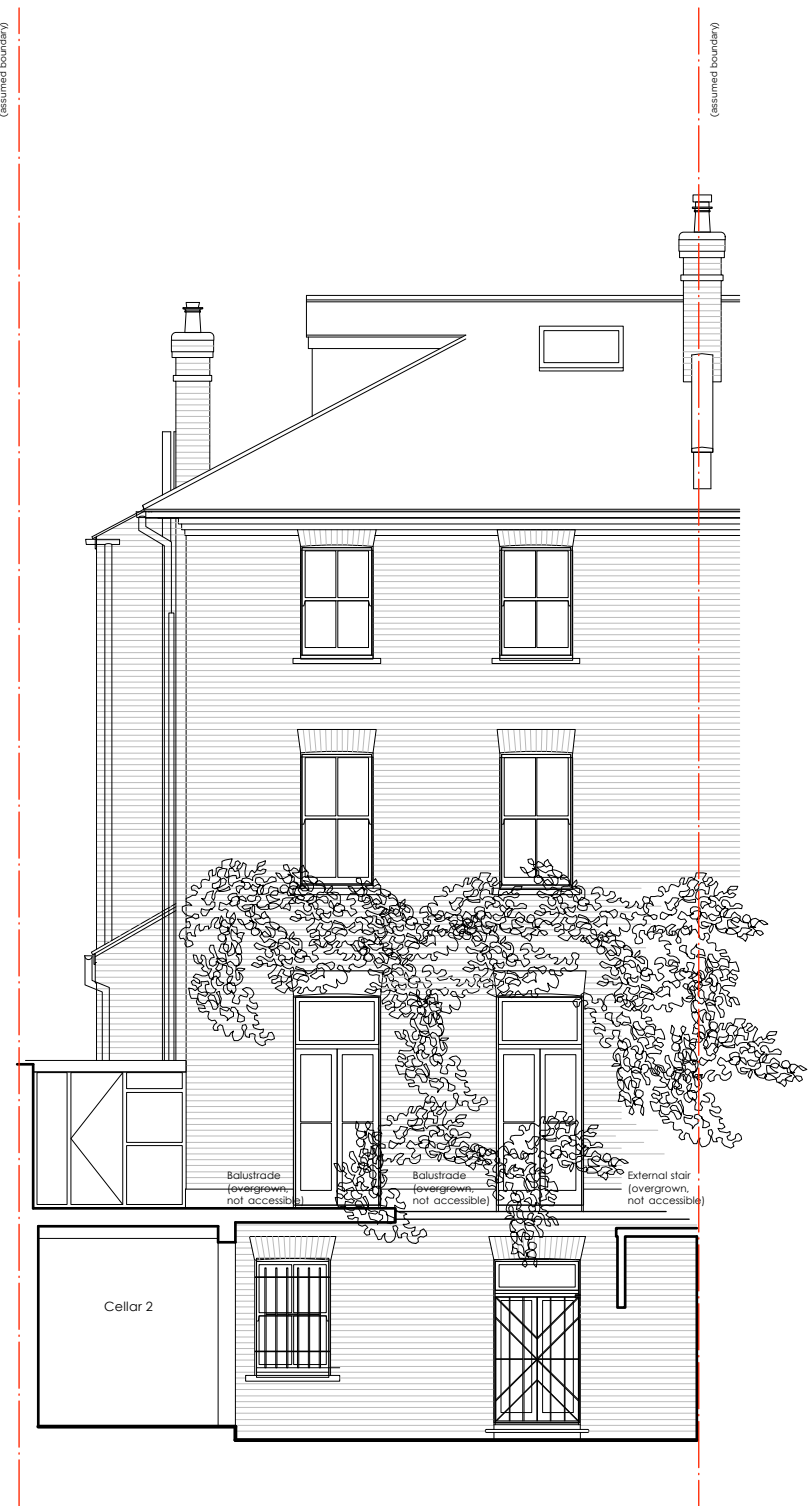 (assumed boundary)
(assumed boundary)
Balustrade
(overgrown,
not accessible)
Balustrade
(overgrown,
not accessible)
External stair
(overgrown,
not accessible)
Cellar 2